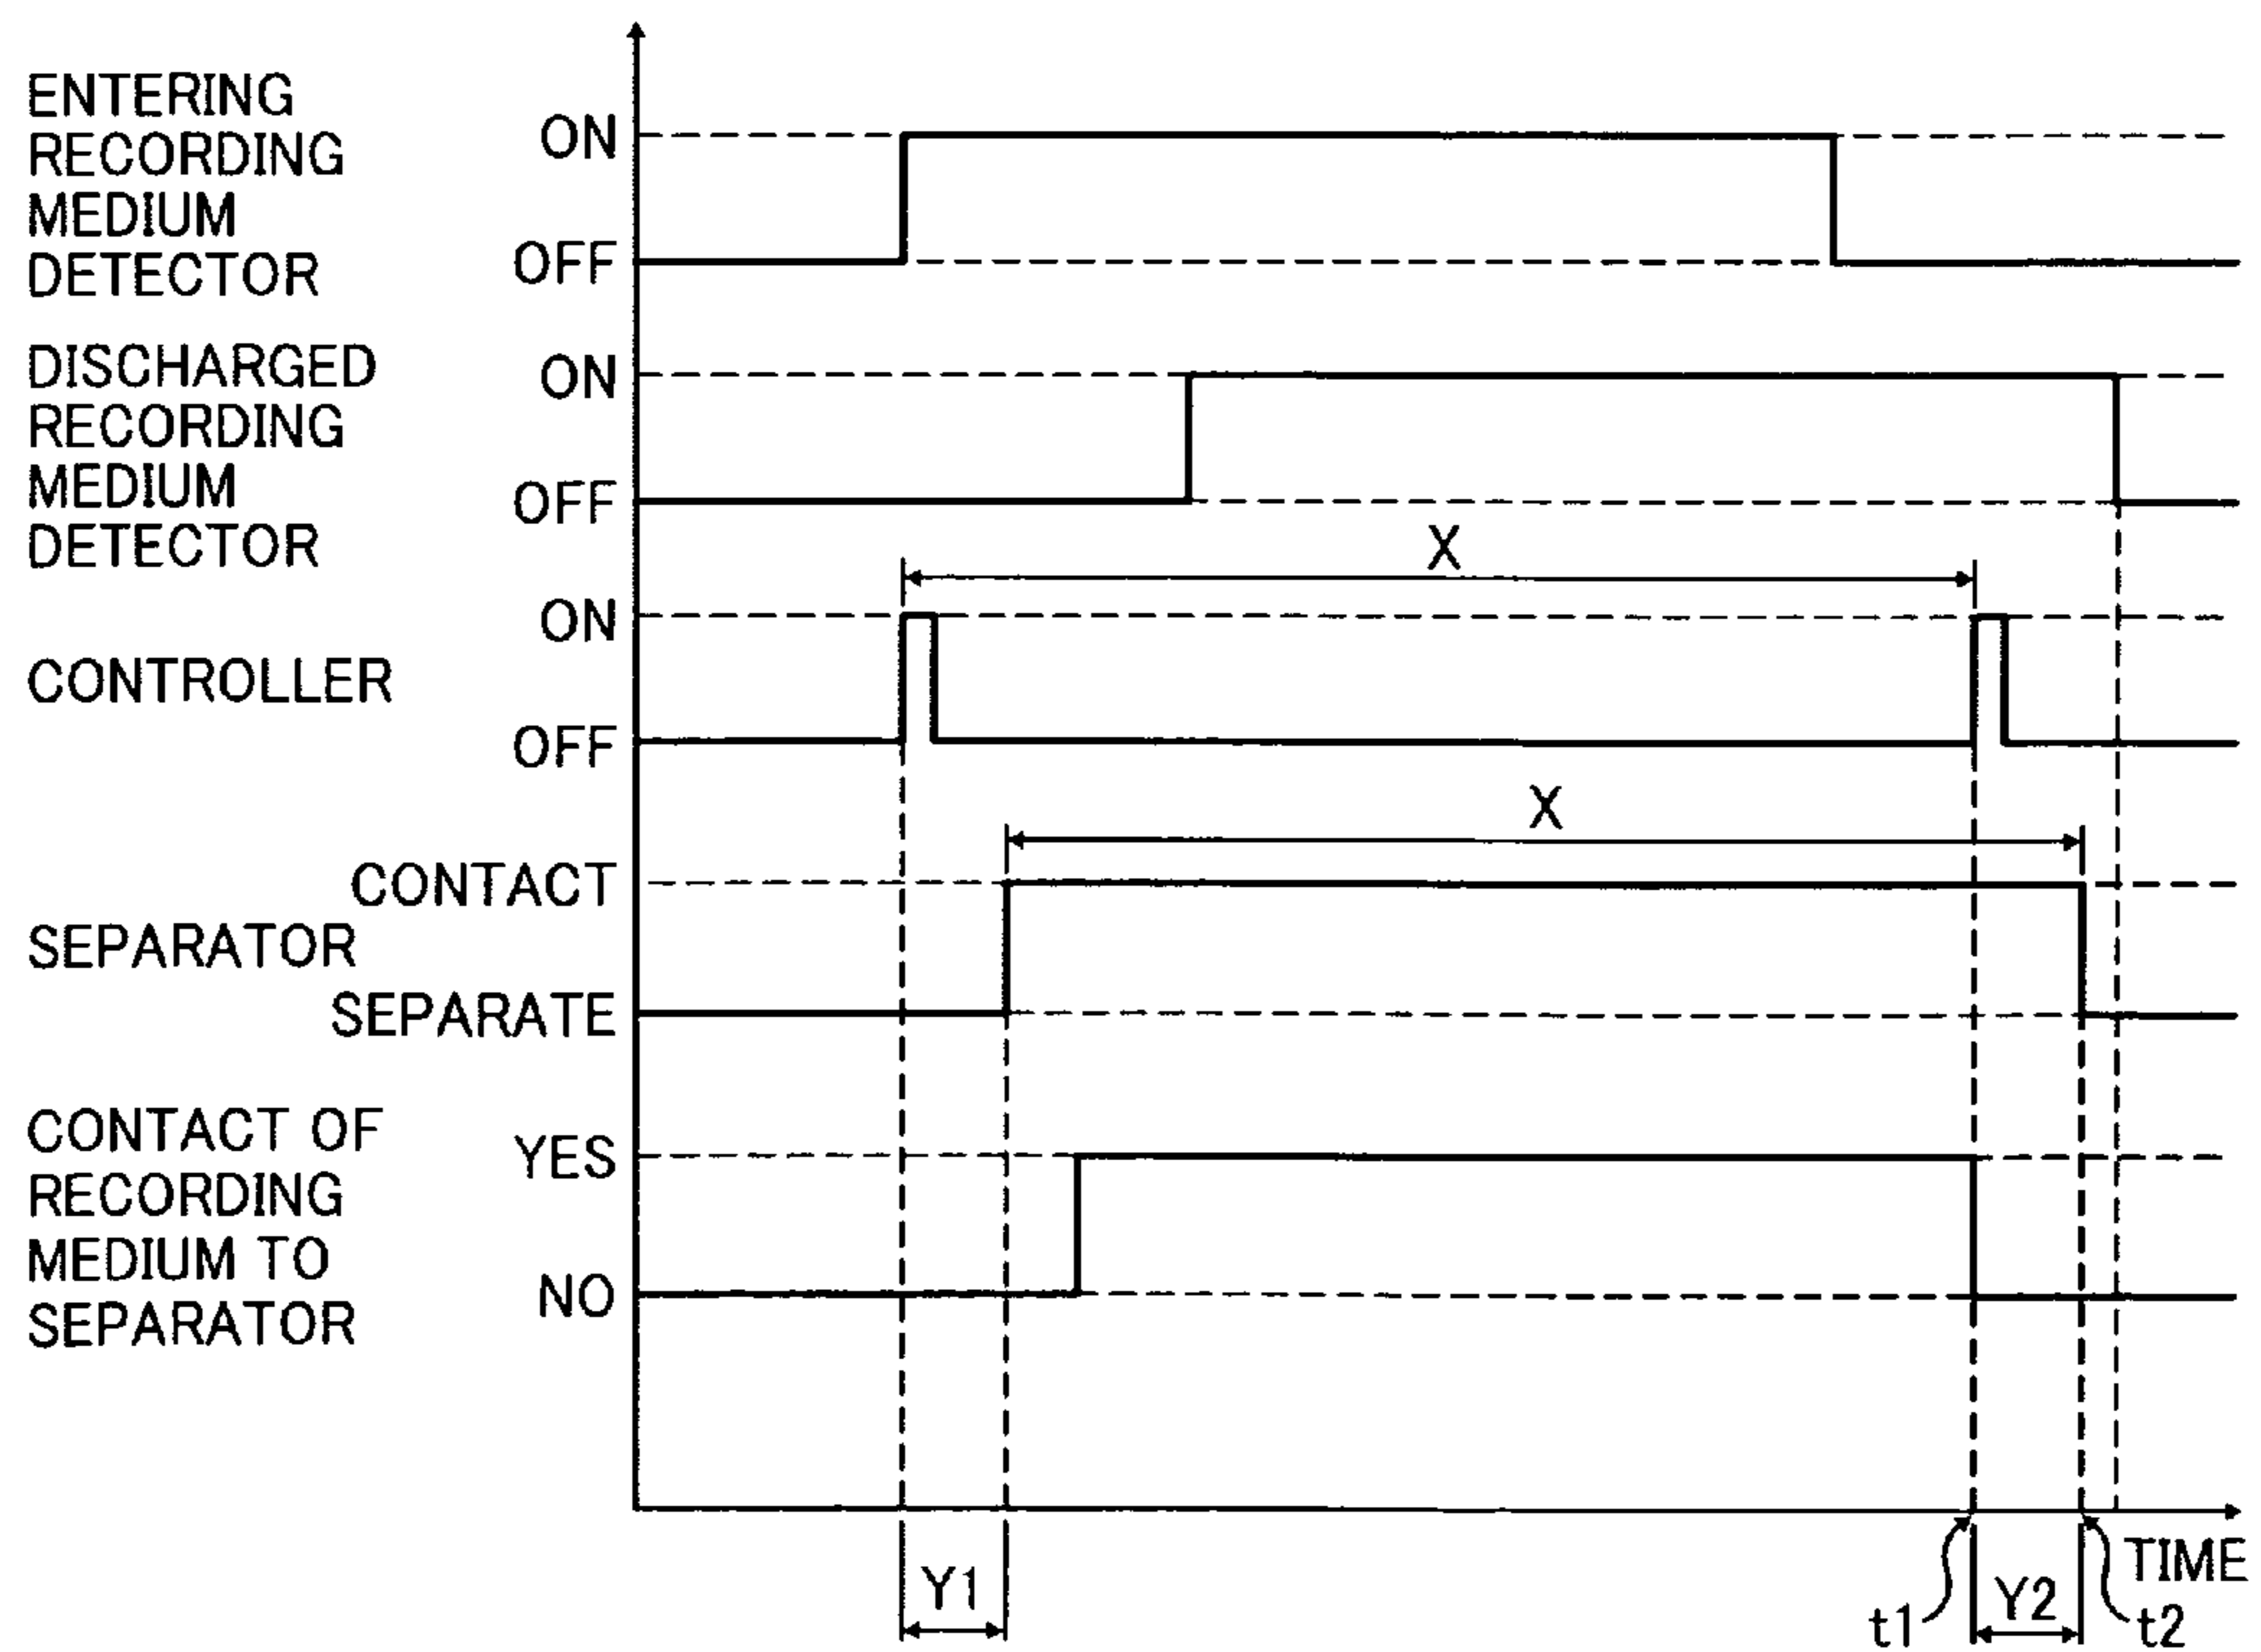 ENTERING
RECORDING
MEDIUM
DETECTOR
ON
OFF
DISCHARGED
RECORDING
MEDIUM
DETECTOR
ON
OFF
X
CONTROLLER
ON
OFF
X
SEPARATOR
CONTACT
SEPARATE
CONTACT OF
RECORDING
MEDIUM TO
SEPARATOR
YES
NO
TIME
Y1
t1
Y2
t2